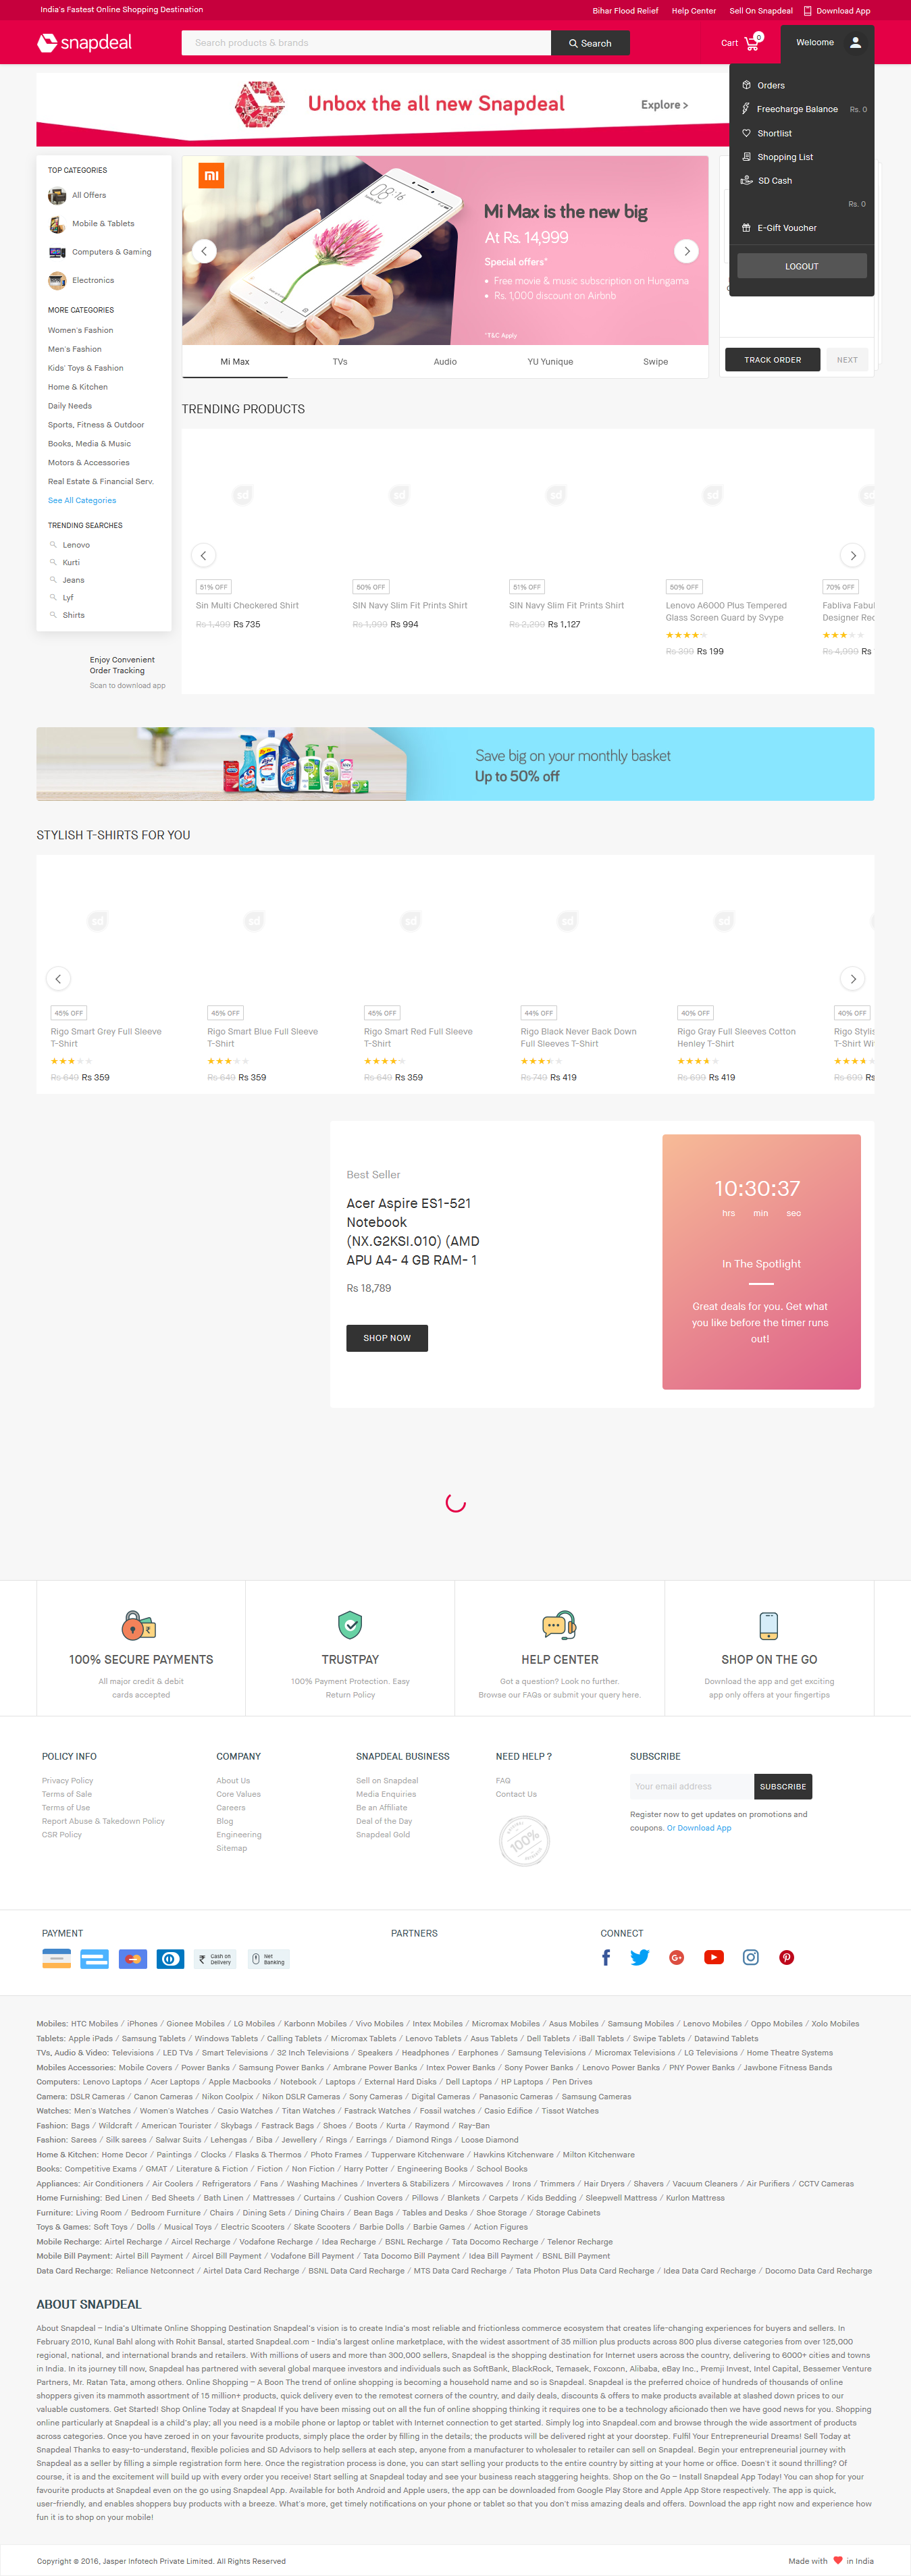 India's Fastest Online Shopping Destination
Bihar Flood Relief Help Center Sell On Snapdeal Download App
snapdeal
Search products & brands
Search
Cart 0
Welcome
Unbox the all new Snapdeal
Explore >
Orders
Freecharge Balance Rs. 0
Shortlist
Shopping List
SD Cash
Rs. 0
E-Gift Voucher
LOGOUT
TOP CATEGORIES
All Offers
Mobile & Tablets
Computers & Gaming
Electronics
MORE CATEGORIES
Women's Fashion
Men's Fashion
Kids' Toys & Fashion
Home & Kitchen
Daily Needs
Sports, Fitness & Outdoor
Books, Media & Music
Motors & Accessories
Real Estate & Financial Serv.
See All Categories
TRENDING SEARCHES
Lenovo
Kurti
Jeans
Lyf
Shirts
Enjoy Convenient
Order Tracking
Scan to download app
mi
08:16
Mi Max is the new big
At Rs. 14,999
Special offers*
• Free movie & music subscription on Hungama
• Rs. 1,000 discount on Airbnb
*T&C Apply
Mi Max TVs Audio YU Yunique Swipe
TRACK ORDER NEXT
TRENDING PRODUCTS
sd sd sd sd sd
51% OFF 50% OFF 51% OFF 50% OFF 70% OFF
Sin Multi Checkered Shirt
Rs 1,499 Rs 735
SIN Navy Slim Fit Prints Shirt
Rs 1,999 Rs 994
SIN Navy Slim Fit Prints Shirt
Rs 2,299 Rs 1,127
Lenovo A6000 Plus Tempered
Glass Screen Guard by Svype
Rs 399 Rs 199
Fabliva Fabul
Designer Rec
Rs 4,999 Rs
Save big on your monthly basket
Up to 50% off
STYLISH T-SHIRTS FOR YOU
sd sd sd sd sd
45% OFF 45% OFF 45% OFF 44% OFF 40% OFF 40% OFF
Rigo Smart Grey Full Sleeve
T-Shirt
Rs 649 Rs 359
Rigo Smart Blue Full Sleeve
T-Shirt
Rs 649 Rs 359
Rigo Smart Red Full Sleeve
T-Shirt
Rs 649 Rs 359
Rigo Black Never Back Down
Full Sleeves T-Shirt
Rs 749 Rs 419
Rigo Gray Full Sleeves Cotton
Henley T-Shirt
Rs 699 Rs 419
Rigo Stylis
T-Shirt Wi
Rs 699 Rs
Best Seller
Acer Aspire ES1-521
Notebook
(NX.G2KSI.010) (AMD
APU A4- 4 GB RAM- 1
Rs 18,789
SHOP NOW
10:30:37
hrs min sec
In The Spotlight
Great deals for you. Get what
you like before the timer runs
out!
100% SECURE PAYMENTS
All major credit & debit
cards accepted
TRUSTPAY
100% Payment Protection. Easy
Return Policy
HELP CENTER
Got a question? Look no further.
Browse our FAQs or submit your query here.
SHOP ON THE GO
Download the app and get exciting
app only offers at your fingertips
POLICY INFO
Privacy Policy
Terms of Sale
Terms of Use
Report Abuse & Takedown Policy
CSR Policy
COMPANY
About Us
Core Values
Careers
Blog
Engineering
Sitemap
SNAPDEAL BUSINESS
Sell on Snapdeal
Media Enquiries
Be an Affiliate
Deal of the Day
Snapdeal Gold
NEED HELP ?
FAQ
Contact Us
100%
SUBSCRIBE
Your email address SUBSCRIBE
Register now to get updates on promotions and
coupons. Or Download App
PAYMENT
Cash on
Delivery
Net
Banking
PARTNERS
CONNECT
Mobiles: HTC Mobiles / iPhones / Gionee Mobiles / LG Mobiles / Karbonn Mobiles / Vivo Mobiles / Intex Mobiles / Micromax Mobiles / Asus Mobiles / Samsung Mobiles / Lenovo Mobiles / Oppo Mobiles / Xolo Mobiles
Tablets: Apple iPads / Samsung Tablets / Windows Tablets / Calling Tablets / Micromax Tablets / Lenovo Tablets / Asus Tablets / Dell Tablets / iBall Tablets / Swipe Tablets / Datawind Tablets
TVs, Audio & Video: Televisions / LED TVs / Smart Televisions / 32 Inch Televisions / Speakers / Headphones / Earphones / Samsung Televisions / Micromax Televisions / LG Televisions / Home Theatre Systems
Mobiles Accessories: Mobile Covers / Power Banks / Samsung Power Banks / Ambrane Power Banks / Intex Power Banks / Sony Power Banks / Lenovo Power Banks / PNY Power Banks / Jawbone Fitness Bands
Computers: Lenovo Laptops / Acer Laptops / Apple Macbooks / Notebook / Laptops / External Hard Disks / Dell Laptops / HP Laptops / Pen Drives
Camera: DSLR Cameras / Canon Cameras / Nikon Coolpix / Nikon DSLR Cameras / Sony Cameras / Digital Cameras / Panasonic Cameras / Samsung Cameras
Watches: Men's Watches / Women's Watches / Casio Watches / Titan Watches / Fastrack Watches / Fossil watches / Casio Edifice / Tissot Watches
Fashion: Bags / Wildcraft / American Tourister / Skybags / Fastrack Bags / Shoes / Boots / Kurta / Raymond / Ray-Ban
Fashion: Sarees / Silk sarees / Salwar Suits / Lehengas / Biba / Jewellery / Rings / Earrings / Diamond Rings / Loose Diamond
Home & Kitchen: Home Decor / Paintings / Clocks / Flasks & Thermos / Photo Frames / Tupperware Kitchenware / Hawkins Kitchenware / Milton Kitchenware
Books: Competitive Exams / GMAT / Literature & Fiction / Fiction / Non Fiction / Harry Potter / Engineering Books / School Books
Appliances: Air Conditioners / Air Coolers / Refrigerators / Fans / Washing Machines / Inverters & Stabilizers / Mircowaves / Irons / Trimmers / Hair Dryers / Shavers / Vacuum Cleaners / Air Purifiers / CCTV Cameras
Home Furnishing: Bed Linen / Bed Sheets / Bath Linen / Mattresses / Curtains / Cushion Covers / Pillows / Blankets / Carpets / Kids Bedding / Sleepwell Mattress / Kurlon Mattress
Furniture: Living Room / Bedroom Furniture / Chairs / Dining Sets / Dining Chairs / Bean Bags / Tables and Desks / Shoe Storage / Storage Cabinets
Toys & Games: Soft Toys / Dolls / Musical Toys / Electric Scooters / Skate Scooters / Barbie Dolls / Barbie Games / Action Figures
Mobile Recharge: Airtel Recharge / Aircel Recharge / Vodafone Recharge / Idea Recharge / BSNL Recharge / Tata Docomo Recharge / Telenor Recharge
Mobile Bill Payment: Airtel Bill Payment / Aircel Bill Payment / Vodafone Bill Payment / Tata Docomo Bill Payment / Idea Bill Payment / BSNL Bill Payment
Data Card Recharge: Reliance Netconnect / Airtel Data Card Recharge / BSNL Data Card Recharge / MTS Data Card Recharge / Tata Photon Plus Data Card Recharge / Idea Data Card Recharge / Docomo Data Card Recharge
ABOUT SNAPDEAL
About Snapdeal – India's Ultimate Online Shopping Destination Snapdeal's vision is to create India's most reliable and frictionless commerce ecosystem that creates life-changing experiences for buyers and sellers. In
February 2010, Kunal Bahl along with Rohit Bansal, started Snapdeal.com - India's largest online marketplace, with the widest assortment of 35 million plus products across 800 plus diverse categories from over 125,000
regional, national, and international brands and retailers. With millions of users and more than 300,000 sellers, Snapdeal is the shopping destination for Internet users across the country, delivering to 6000+ cities and towns
in India. In its journey till now, Snapdeal has partnered with several global marquee investors and individuals such as SoftBank, BlackRock, Temasek, Foxconn, Alibaba, eBay Inc., Premji Invest, Intel Capital, Bessemer Venture
Partners, Mr. Ratan Tata, among others. Online Shopping – A Boon The trend of online shopping is becoming a household name and so is Snapdeal. Snapdeal is the preferred choice of hundreds of thousands of online
shoppers given its mammoth assortment of 15 million+ products, quick delivery even to the remotest corners of the country, and daily deals, discounts & offers to make products available at slashed down prices to our
valuable customers. Get Started! Shop Online Today at Snapdeal If you have been missing out on all the fun of online shopping thinking it requires one to be a technology aficionado then we have good news for you. Shopping
online particularly at Snapdeal is a child's play; all you need is a mobile phone or laptop or tablet with Internet connection to get started. Simply log into Snapdeal.com and browse through the wide assortment of products
across categories. Once you have zeroed in on your favourite products, simply place the order by filling in the details; the products will be delivered right at your doorstep. Fulfil Your Entrepreneurial Dreams! Sell Today at
Snapdeal Thanks to easy-to-understand, flexible policies and SD Advisors to help sellers at each step, anyone from a manufacturer to wholesaler to retailer can sell on Snapdeal. Begin your entrepreneurial journey with
Snapdeal as a seller by filling a simple registration form here. Once the registration process is done, you can start selling your products to the entire country by sitting at your home or office. Doesn't it sound thrilling? Of
course, it is and the excitement will build up with every order you receive! Start selling at Snapdeal today and see your business reach staggering heights. Shop on the Go – Install Snapdeal App Today! You can shop for your
favourite products at Snapdeal even on the go using Snapdeal App. Available for both Android and Apple users, the app can be downloaded from Google Play Store and Apple App Store respectively. The app is quick,
user-friendly, and enables shoppers buy products with a breeze. What's more, get timely notifications on your phone or tablet so that you don't miss amazing deals and offers. Download the app right now and experience how
fun it is to shop on your mobile!
Copyright © 2016, Jasper Infotech Private Limited. All Rights Reserved
Made with in India